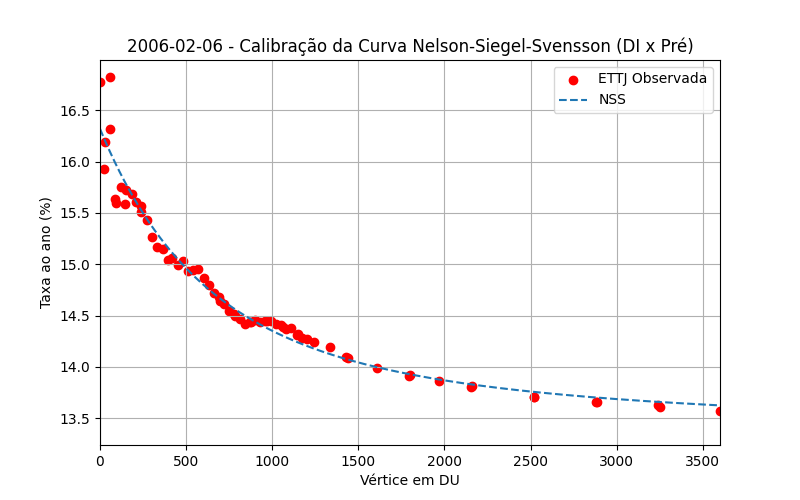 2006-02-06 - Calibração da Curva Nelson-Siegel-Svensson (DI x Pré)
ETTJ Observada
NSS
Taxa ao ano (%)
16.5
16.0
15.5
15.0
14.5
14.0
13.5
0 500 1000 1500 2000 2500 3000 3500
Vértice em DU